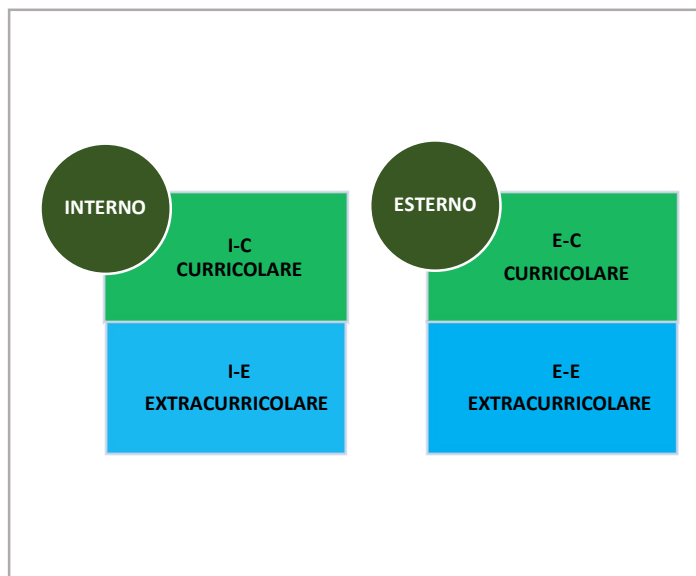 INTERNO
I-C
CURRICOLARE
I-E
EXTRACURRICOLARE
ESTERNO
E-C
CURRICOLARE
E-E
EXTRACURRICOLARE